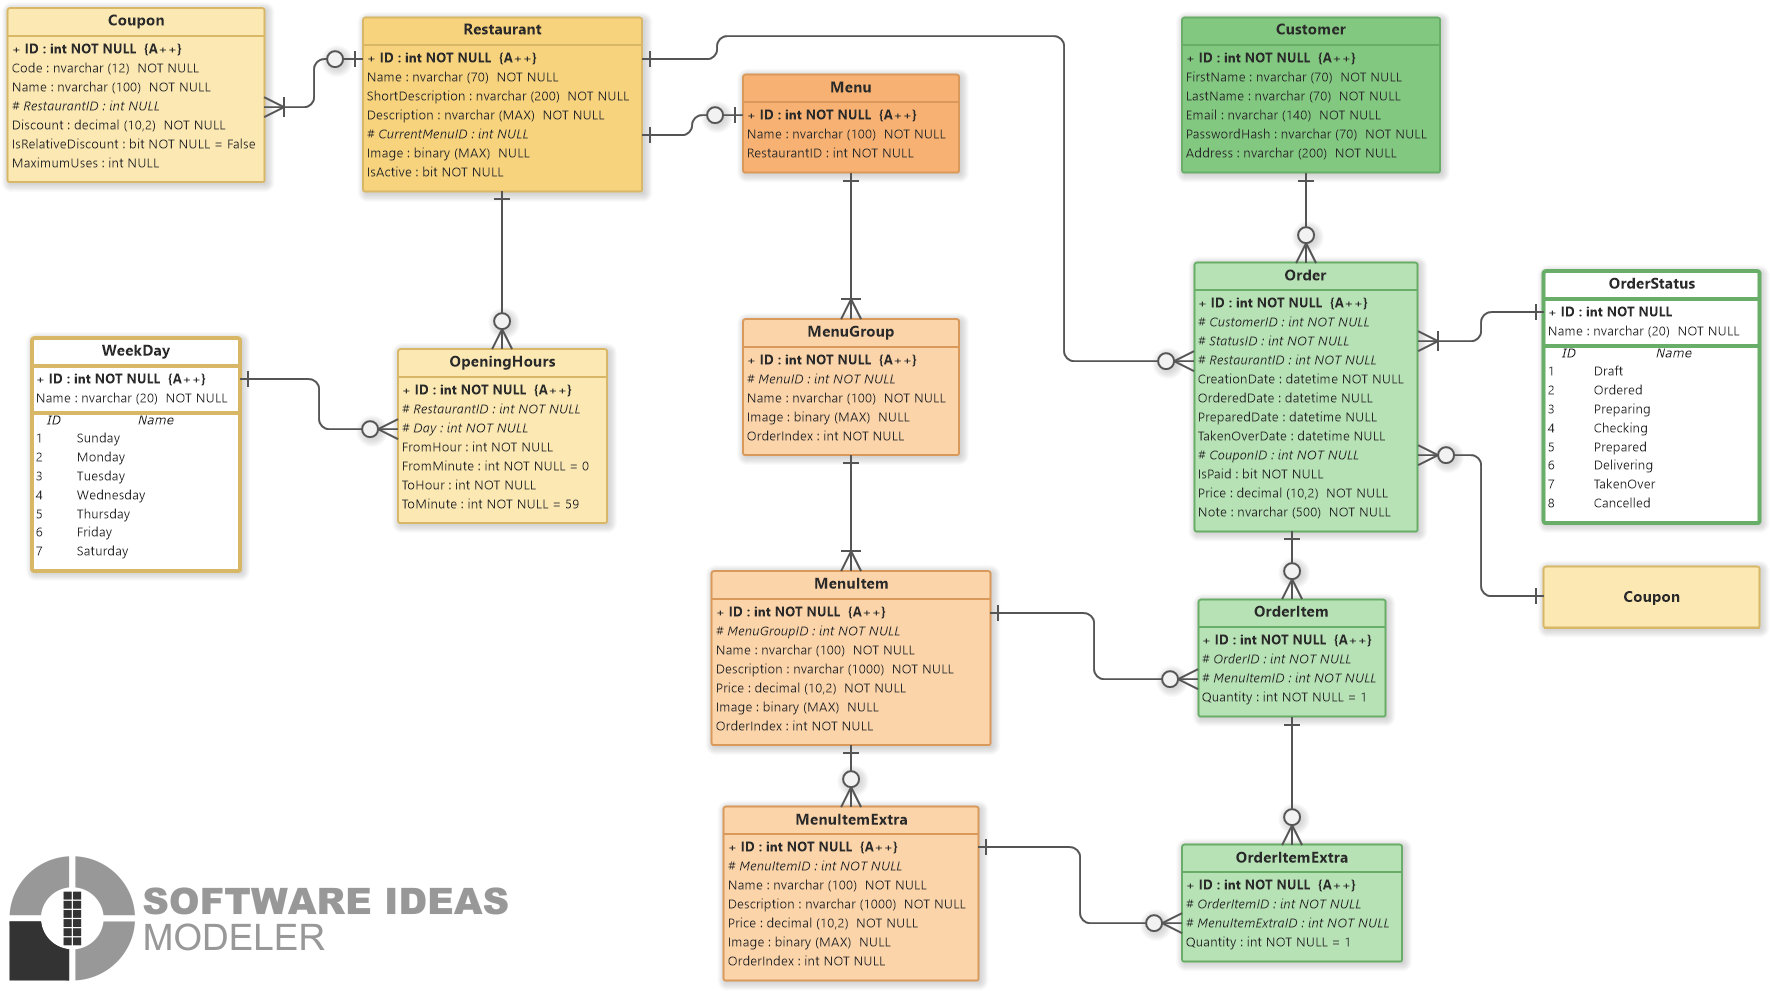 Coupon
+ ID : int NOT NULL  {A++}
Code : nvarchar (12)  NOT NULL
Name : nvarchar (100)  NOT NULL
# RestaurantID : int NULL
Discount : decimal (10,2)  NOT NULL
IsRelativeDiscount : bit NOT NULL = False
MaximumUses : int NULL
Restaurant
+ ID : int NOT NULL  {A++}
Name : nvarchar (70)  NOT NULL
ShortDescription : nvarchar (200)  NOT NULL
Description : nvarchar (MAX)  NOT NULL
# CurrentMenuID : int NULL
Image : binary (MAX)  NULL
IsActive : bit NOT NULL
Menu
+ ID : int NOT NULL  {A++}
Name : nvarchar (100)  NOT NULL
RestaurantID : int NOT NULL
Customer
+ ID : int NOT NULL  {A++}
FirstName : nvarchar (70)  NOT NULL
LastName : nvarchar (70)  NOT NULL
Email : nvarchar (140)  NOT NULL
PasswordHash : nvarchar (70)  NOT NULL
Address : nvarchar (200)  NOT NULL
WeekDay
+ ID : int NOT NULL  {A++}
Name : nvarchar (20)  NOT NULL
ID Name
1 Sunday
2 Monday
3 Tuesday
4 Wednesday
5 Thursday
6 Friday
7 Saturday
OpeningHours
+ ID : int NOT NULL  {A++}
# RestaurantID : int NOT NULL
# Day : int NOT NULL
FromHour : int NOT NULL
FromMinute : int NOT NULL = 0
ToHour : int NOT NULL
ToMinute : int NOT NULL = 59
MenuGroup
+ ID : int NOT NULL  {A++}
# MenuID : int NOT NULL
Name : nvarchar (100)  NOT NULL
Image : binary (MAX)  NULL
OrderIndex : int NOT NULL
Order
+ ID : int NOT NULL  {A++}
# CustomerID : int NOT NULL
# StatusID : int NOT NULL
# RestaurantID : int NOT NULL
CreationDate : datetime NOT NULL
OrderedDate : datetime NULL
PreparedDate : datetime NULL
TakenOverDate : datetime NULL
# CouponID : int NOT NULL
IsPaid : bit NOT NULL
Price : decimal (10,2)  NOT NULL
Note : nvarchar (500)  NOT NULL
OrderStatus
+ ID : int NOT NULL
Name : nvarchar (20)  NOT NULL
ID Name
1 Draft
2 Ordered
3 Preparing
4 Checking
5 Prepared
6 Delivering
7 TakenOver
8 Cancelled
Coupon
MenuItem
+ ID : int NOT NULL  {A++}
# MenuGroupID : int NOT NULL
Name : nvarchar (100)  NOT NULL
Description : nvarchar (1000)  NOT NULL
Price : decimal (10,2)  NOT NULL
Image : binary (MAX)  NULL
OrderIndex : int NOT NULL
OrderItem
+ ID : int NOT NULL  {A++}
# OrderID : int NOT NULL
# MenuItemID : int NOT NULL
Quantity : int NOT NULL = 1
MenuItemExtra
+ ID : int NOT NULL  {A++}
# MenuItemID : int NOT NULL
Name : nvarchar (100)  NOT NULL
Description : nvarchar (1000)  NOT NULL
Price : decimal (10,2)  NOT NULL
Image : binary (MAX)  NULL
OrderIndex : int NOT NULL
OrderItemExtra
+ ID : int NOT NULL  {A++}
# OrderItemID : int NOT NULL
# MenuItemExtraID : int NOT NULL
Quantity : int NOT NULL = 1
SOFTWARE IDEAS
MODELER